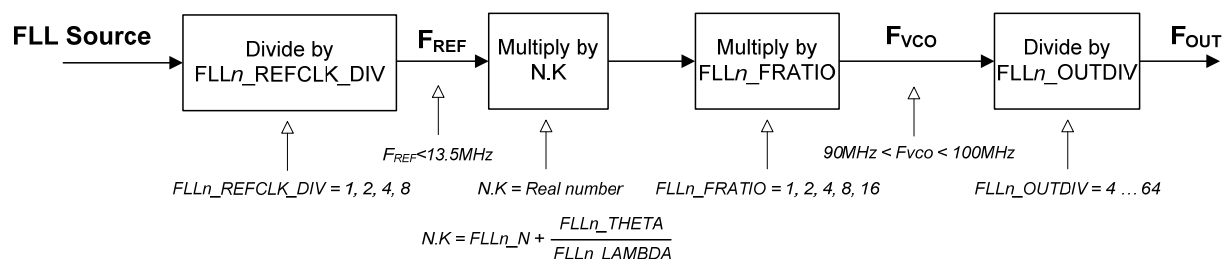 FLL Source
Divide by
FLLn_REFCLK_DIV
FREF
Multiply by
N.K
Multiply by
FLLn_FRATIO
FVCO
Divide by
FLLn_OUTDIV
FOUT
FREF<13.5MHz
90MHz < Fvco < 100MHz
FLLn_REFCLK_DIV = 1, 2, 4, 8
N.K = Real number
FLLn_FRATIO = 1, 2, 4, 8, 16
FLLn_OUTDIV = 4 … 64
N.K = FLLn_N + FLLn_THETA
FLLn_LAMBDA